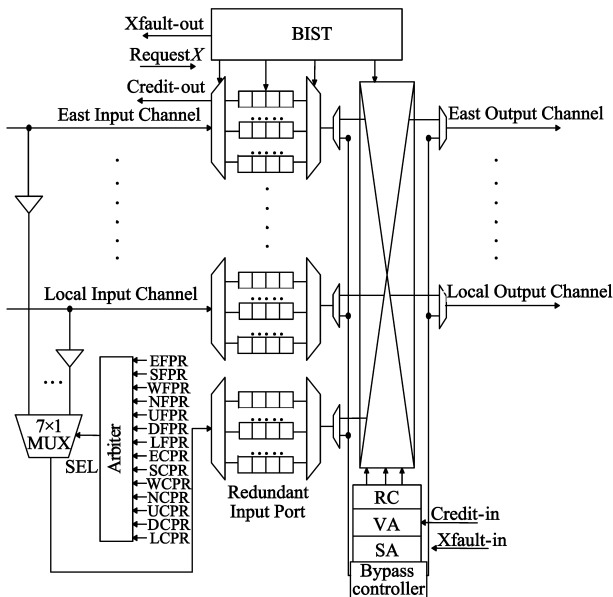 Xfault-out
BIST
RequestX
Credit-out
East Input Channel
East Output Channel
Local Input Channel
Local Output Channel
7×1
MUX
SEL
Arbiter
EFPR
SFPR
WFPR
NFPR
UFPR
DFPR
LFPR
ECPR
SCPR
WCPR
NCPR
UCPR
DCPR
LCPR
Redundant
Input Port
RC
VA
SA
Bypass
controller
Credit-in
Xfault-in